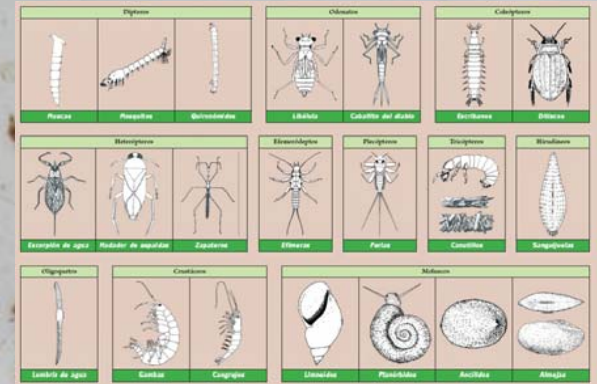 Dípteros
Odonatos
Coleópteros
Moscas
Mosquitos
Quironómidos
Libélula
Caballito del diablo
Escribanos
Ditiscos
Heterópteros
Efemerópteros
Plecópteros
Tricópteros
Hirudíneos
Escorpión de agua
Nadador de espaldas
Zapateros
Efímeras
Perlas
Canutillos
Sanguijuelas
Oligoquetos
Crustáceos
Moluscos
Lombriz de agua
Gambas
Cangrejos
Limneidos
Planórbidos
Ancílidos
Almejas